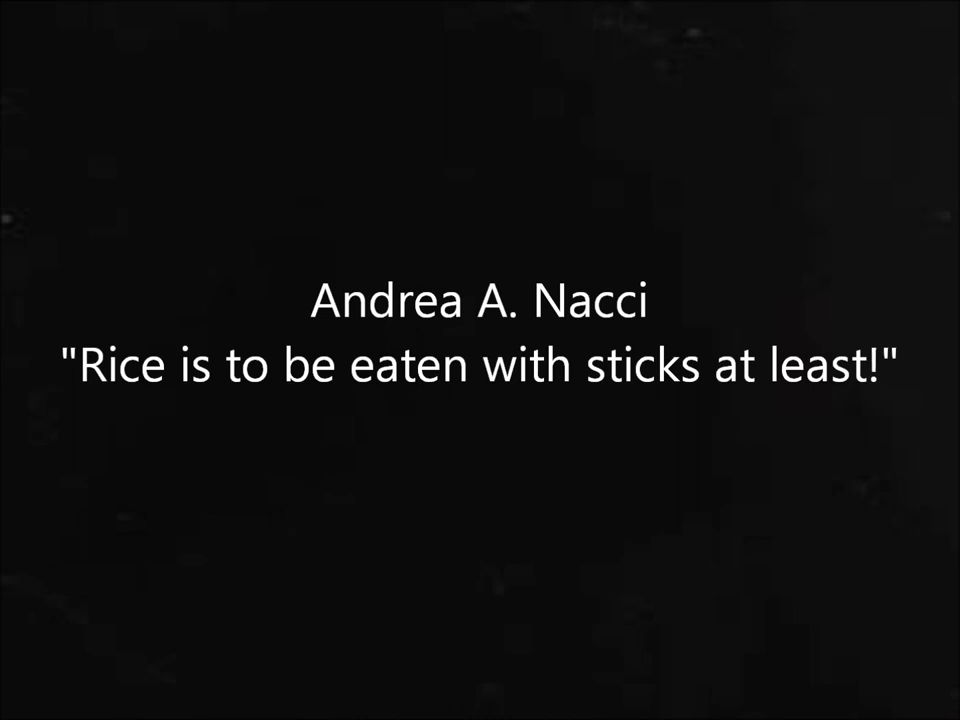 Andrea A. Nacci
"Rice is to be eaten with sticks at least!"